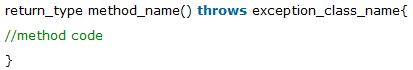 return_type method_name() throws exception_class_name{
//method code
}